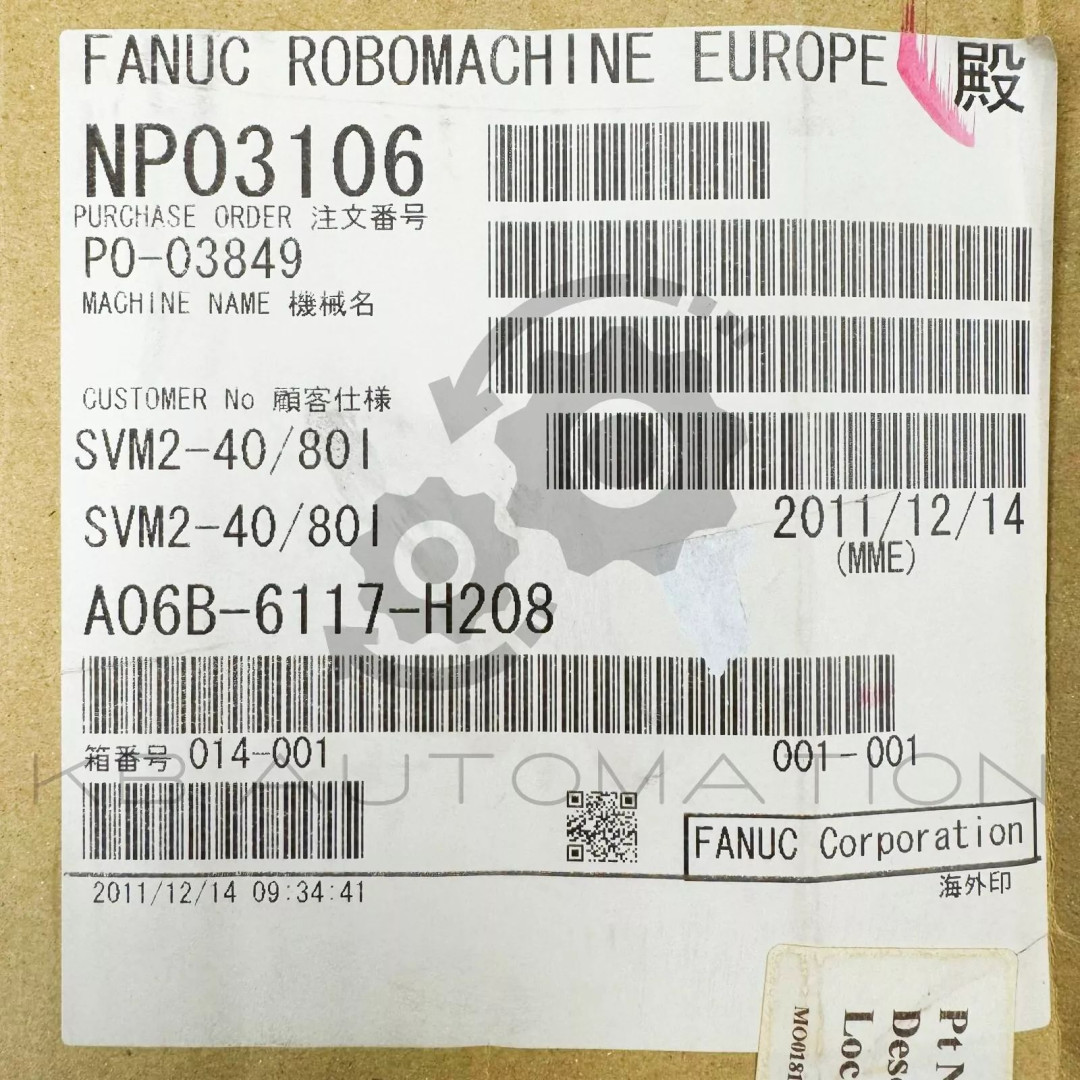 FANUC ROBOMACHINE EUROPE 殿
NP03106
PURCHASE ORDER 注文番号
PO-03849
MACHINE NAME 機械名
CUSTOMER No 顧客仕様
SVM2-40/80I
SVM2-40/80I
2011/12/14
(MME)
A06B-6117-H208
箱番号 014-001
001-001
KB AUTOMATION
FANUC Corporation
2011/12/14 09:34:41
海外印
Pt